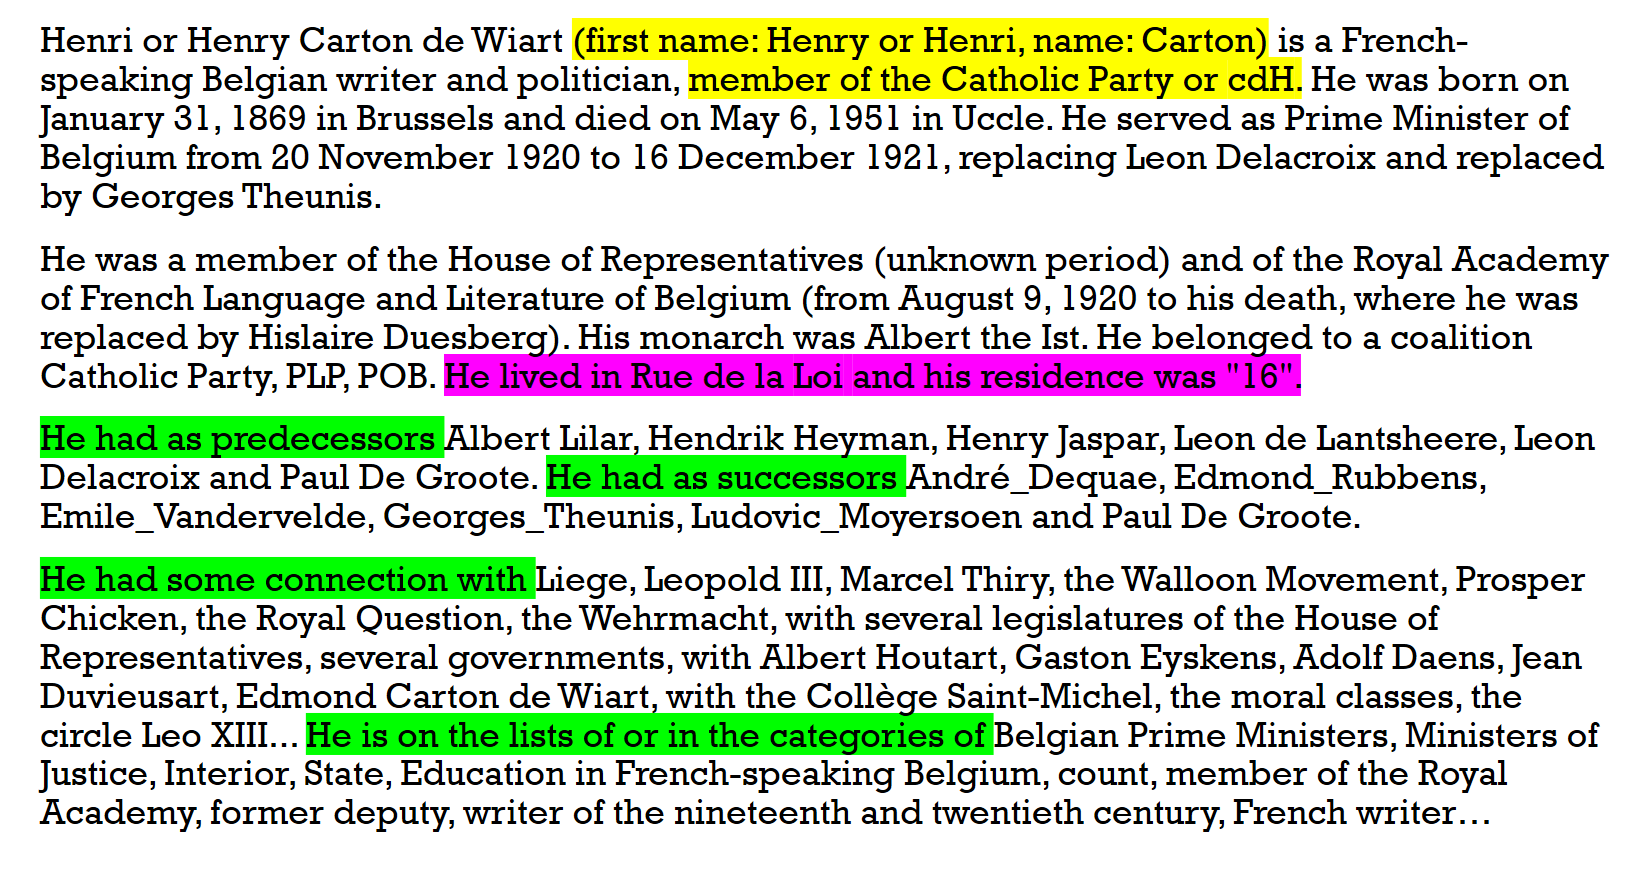 Henri or Henry Carton de Wiart (first name: Henry or Henri, name: Carton) is a French-
speaking Belgian writer and politician, member of the Catholic Party or cdH. He was born on
January 31, 1869 in Brussels and died on May 6, 1951 in Uccle. He served as Prime Minister of
Belgium from 20 November 1920 to 16 December 1921, replacing Leon Delacroix and replaced
by Georges Theunis.
He was a member of the House of Representatives (unknown period) and of the Royal Academy
of French Language and Literature of Belgium (from August 9, 1920 to his death, where he was
replaced by Hislaire Duesberg). His monarch was Albert the Ist. He belonged to a coalition
Catholic Party, PLP, POB. He lived in Rue de la Loi and his residence was "16".
He had as predecessors Albert Lilar, Hendrik Heyman, Henry Jaspar, Leon de Lantsheere, Leon
Delacroix and Paul De Groote. He had as successors André_Dequae, Edmond_Rubbens,
Emile_Vandervelde, Georges_Theunis, Ludovic_Moyersoen and Paul De Groote.
He had some connection with Liege, Leopold III, Marcel Thiry, the Walloon Movement, Prosper
Chicken, the Royal Question, the Wehrmacht, with several legislatures of the House of
Representatives, several governments, with Albert Houtart, Gaston Eyskens, Adolf Daens, Jean
Duvieusart, Edmond Carton de Wiart, with the Collège Saint-Michel, the moral classes, the
circle Leo XIII... He is on the lists of or in the categories of Belgian Prime Ministers, Ministers of
Justice, Interior, State, Education in French-speaking Belgium, count, member of the Royal
Academy, former deputy, writer of the nineteenth and twentieth century, French writer…